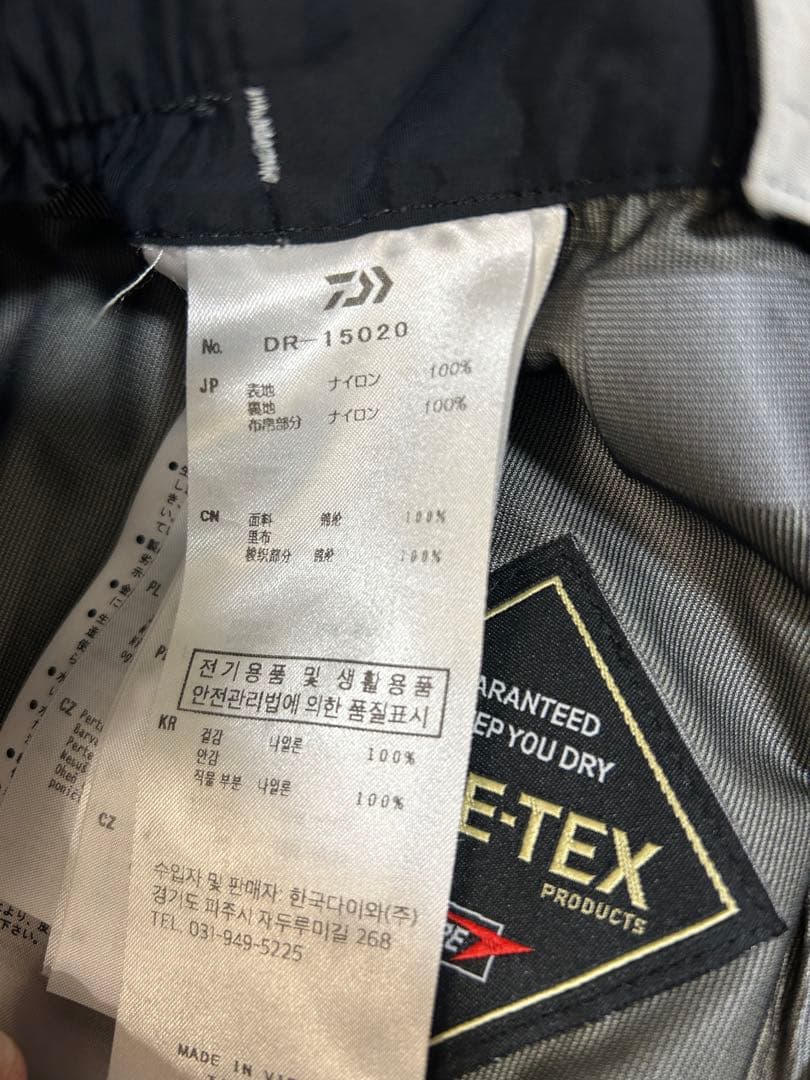 No. DR-15020
JP 表地 ナイロン 100%
裏地
布帛部分 ナイロン 100%
CN 面料 锦纶 100%
里布
梭织部分 锦纶 100%
전기용품 및 생활용품
안전관리법에 의한 품질표시
KR 겉감 나일론 100%
안감
직물 부분 나일론 100%
수입자 및 판매자: 한국다이와(주)
경기도 파주시 자두루미길 268
TEL. 031-949-5225
MADE IN
YOU DRY
PRODUCTS
PL
CZ
CZ